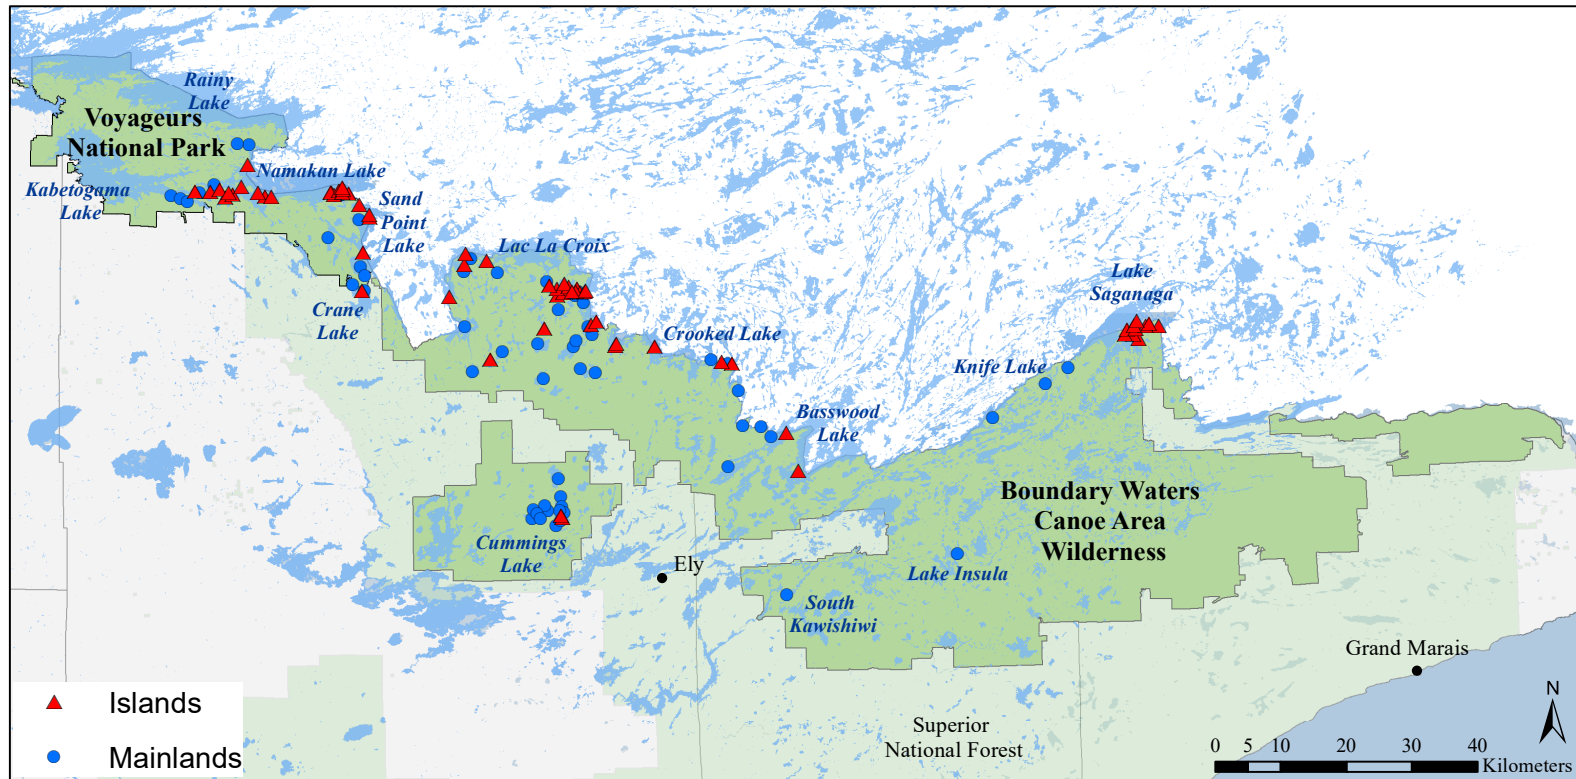 Rainy
Lake
Voyageurs
National Park
Namakan Lake
Kabetogama
Lake
Sand
Point
Lake
Lac La Croix
Crane
Lake
Lake
Saganaga
Crooked Lake
Knife Lake
Basswood
Lake
Boundary Waters
Canoe Area
Wilderness
Cummings
Lake
Ely
Lake Insula
South
Kawishiwi
Grand Marais
Superior
National Forest
Islands
Mainlands
N
0 5 10 20 30 40
Kilometers